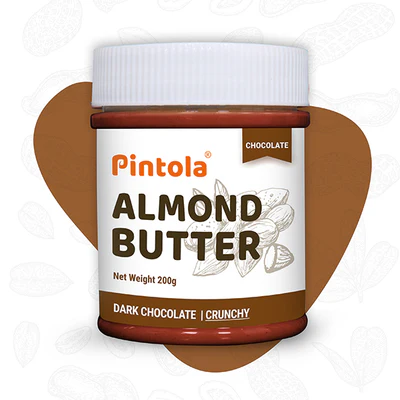 CHOCOLATE
Pintola®
ALMOND
BUTTER
Net Weight 200g
DARK CHOCOLATE | CRUNCHY